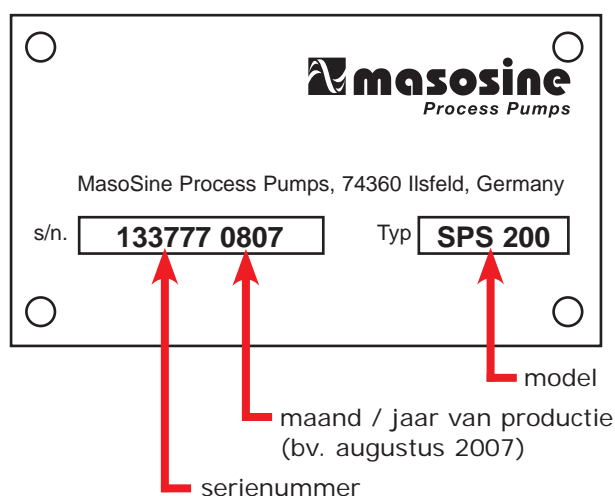 masosine
Process Pumps
MasoSine Process Pumps, 74360 Ilsfeld, Germany
s/n. 133777 0807 Typ SPS 200
model
maand / jaar van productie
(bv. augustus 2007)
serienummer